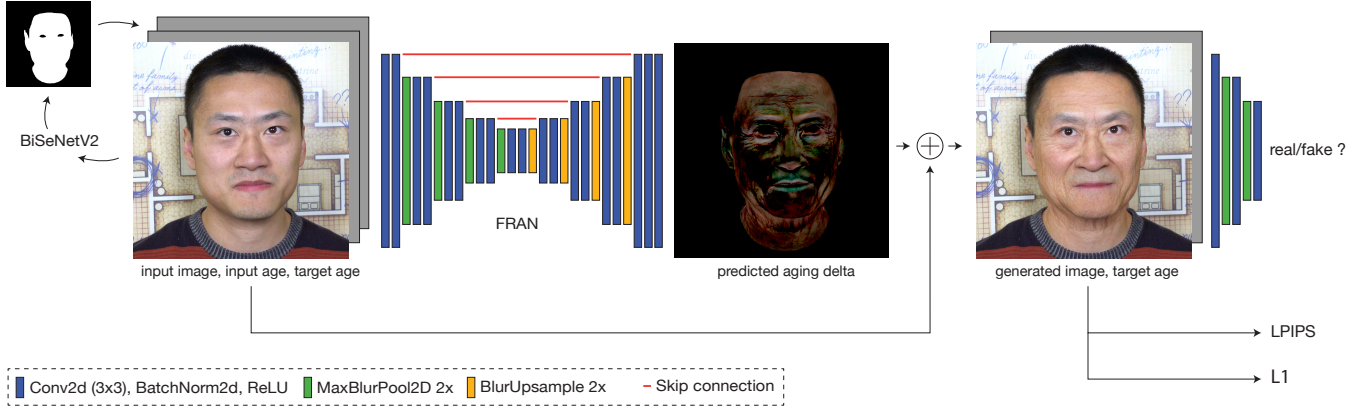 BiSeNetV2
input image, input age, target age
FRAN
predicted aging delta
generated image, target age
real/fake ?
LPIPS
L1
Conv2d (3x3), BatchNorm2d, ReLU
MaxBlurPool2D 2x
BlurUpsample 2x
Skip connection